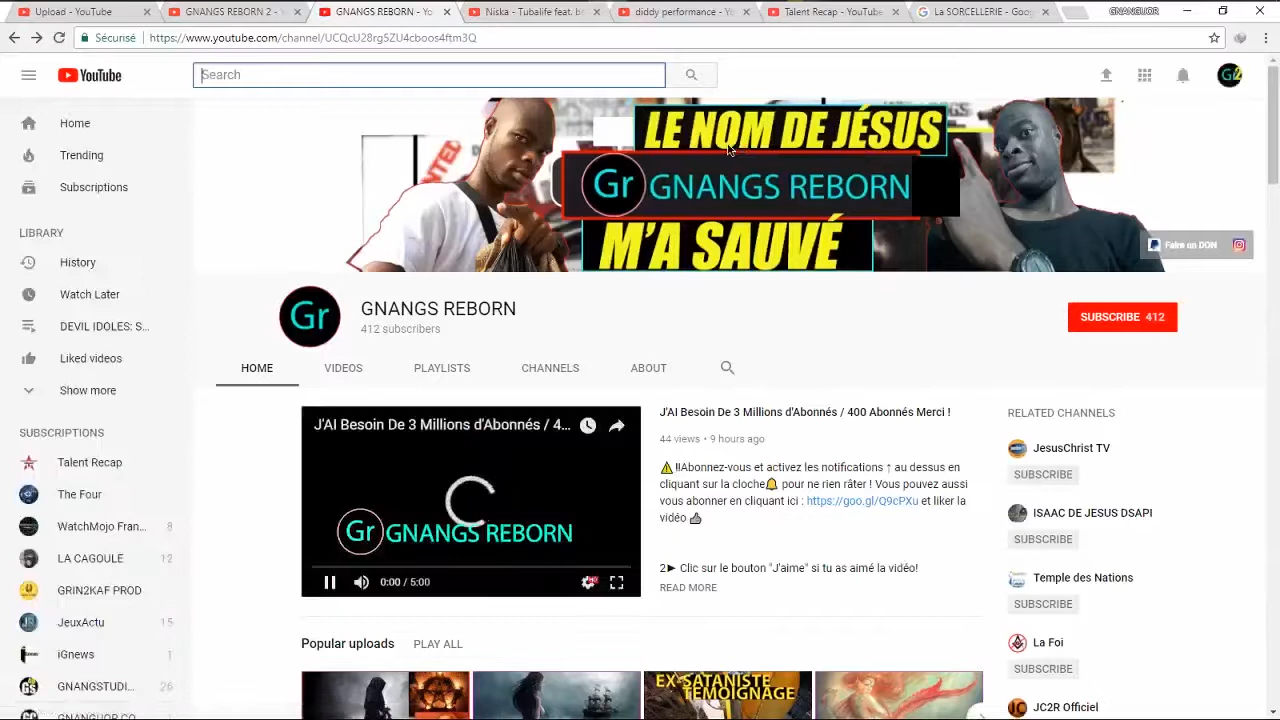 Upload - YouTube
GNANGS REBORN 2 -
GNANGS REBORN - Yo
Niska - Tubalife feat. b
diddy performance - Yo
Talent Recap - YouTube
La SORCELLERIE - Goo
GNANGUOR
Sécurisé
https://www.youtube.com/channel/UCQcU28rgSZU4cboos4ftm3Q
YouTube
Search
Home
Trending
Subscriptions
LIBRARY
History
Watch Later
DEVIL IDOLES: S...
Liked videos
Show more
SUBSCRIPTIONS
Talent Recap
The Four
WatchMojo Fran... 8
LA CAGOULE 12
GRIN2KAF PROD
JeuxActu 15
iGnews 1
GNANGSTUDI... 26
LE NOM DE JÉSUS
Gr GNANGS REBORN
M'A SAUVÉ
Faire un DON
Gr
GNANGS REBORN
412 subscribers
SUBSCRIBE 412
HOME VIDEOS PLAYLISTS CHANNELS ABOUT
J'AI Besoin De 3 Millions d'Abonnés / 4...
Gr GNANGS REBORN
0:00 / 5:00
HD
J'AI Besoin De 3 Millions d'Abonnés / 400 Abonnés Merci !
44 views • 9 hours ago
⚠️!!Abonnez-vous et activez les notifications ↑ au dessus en
cliquant sur la cloche🔔 pour ne rien râter ! Vous pouvez aussi
vous abonner en cliquant ici : https://goo.gl/Q9cPXu et liker la
vidéo 👍
2► Clic sur le bouton "J'aime" si tu as aimé la vidéo!
READ MORE
Popular uploads PLAY ALL
EX-SATANISTE
TÉMOIGNAGE
RELATED CHANNELS
JesusChrist TV
SUBSCRIBE
ISAAC DE JESUS DSAPI
SUBSCRIBE
Temple des Nations
SUBSCRIBE
La Foi
SUBSCRIBE
JC2R Officiel